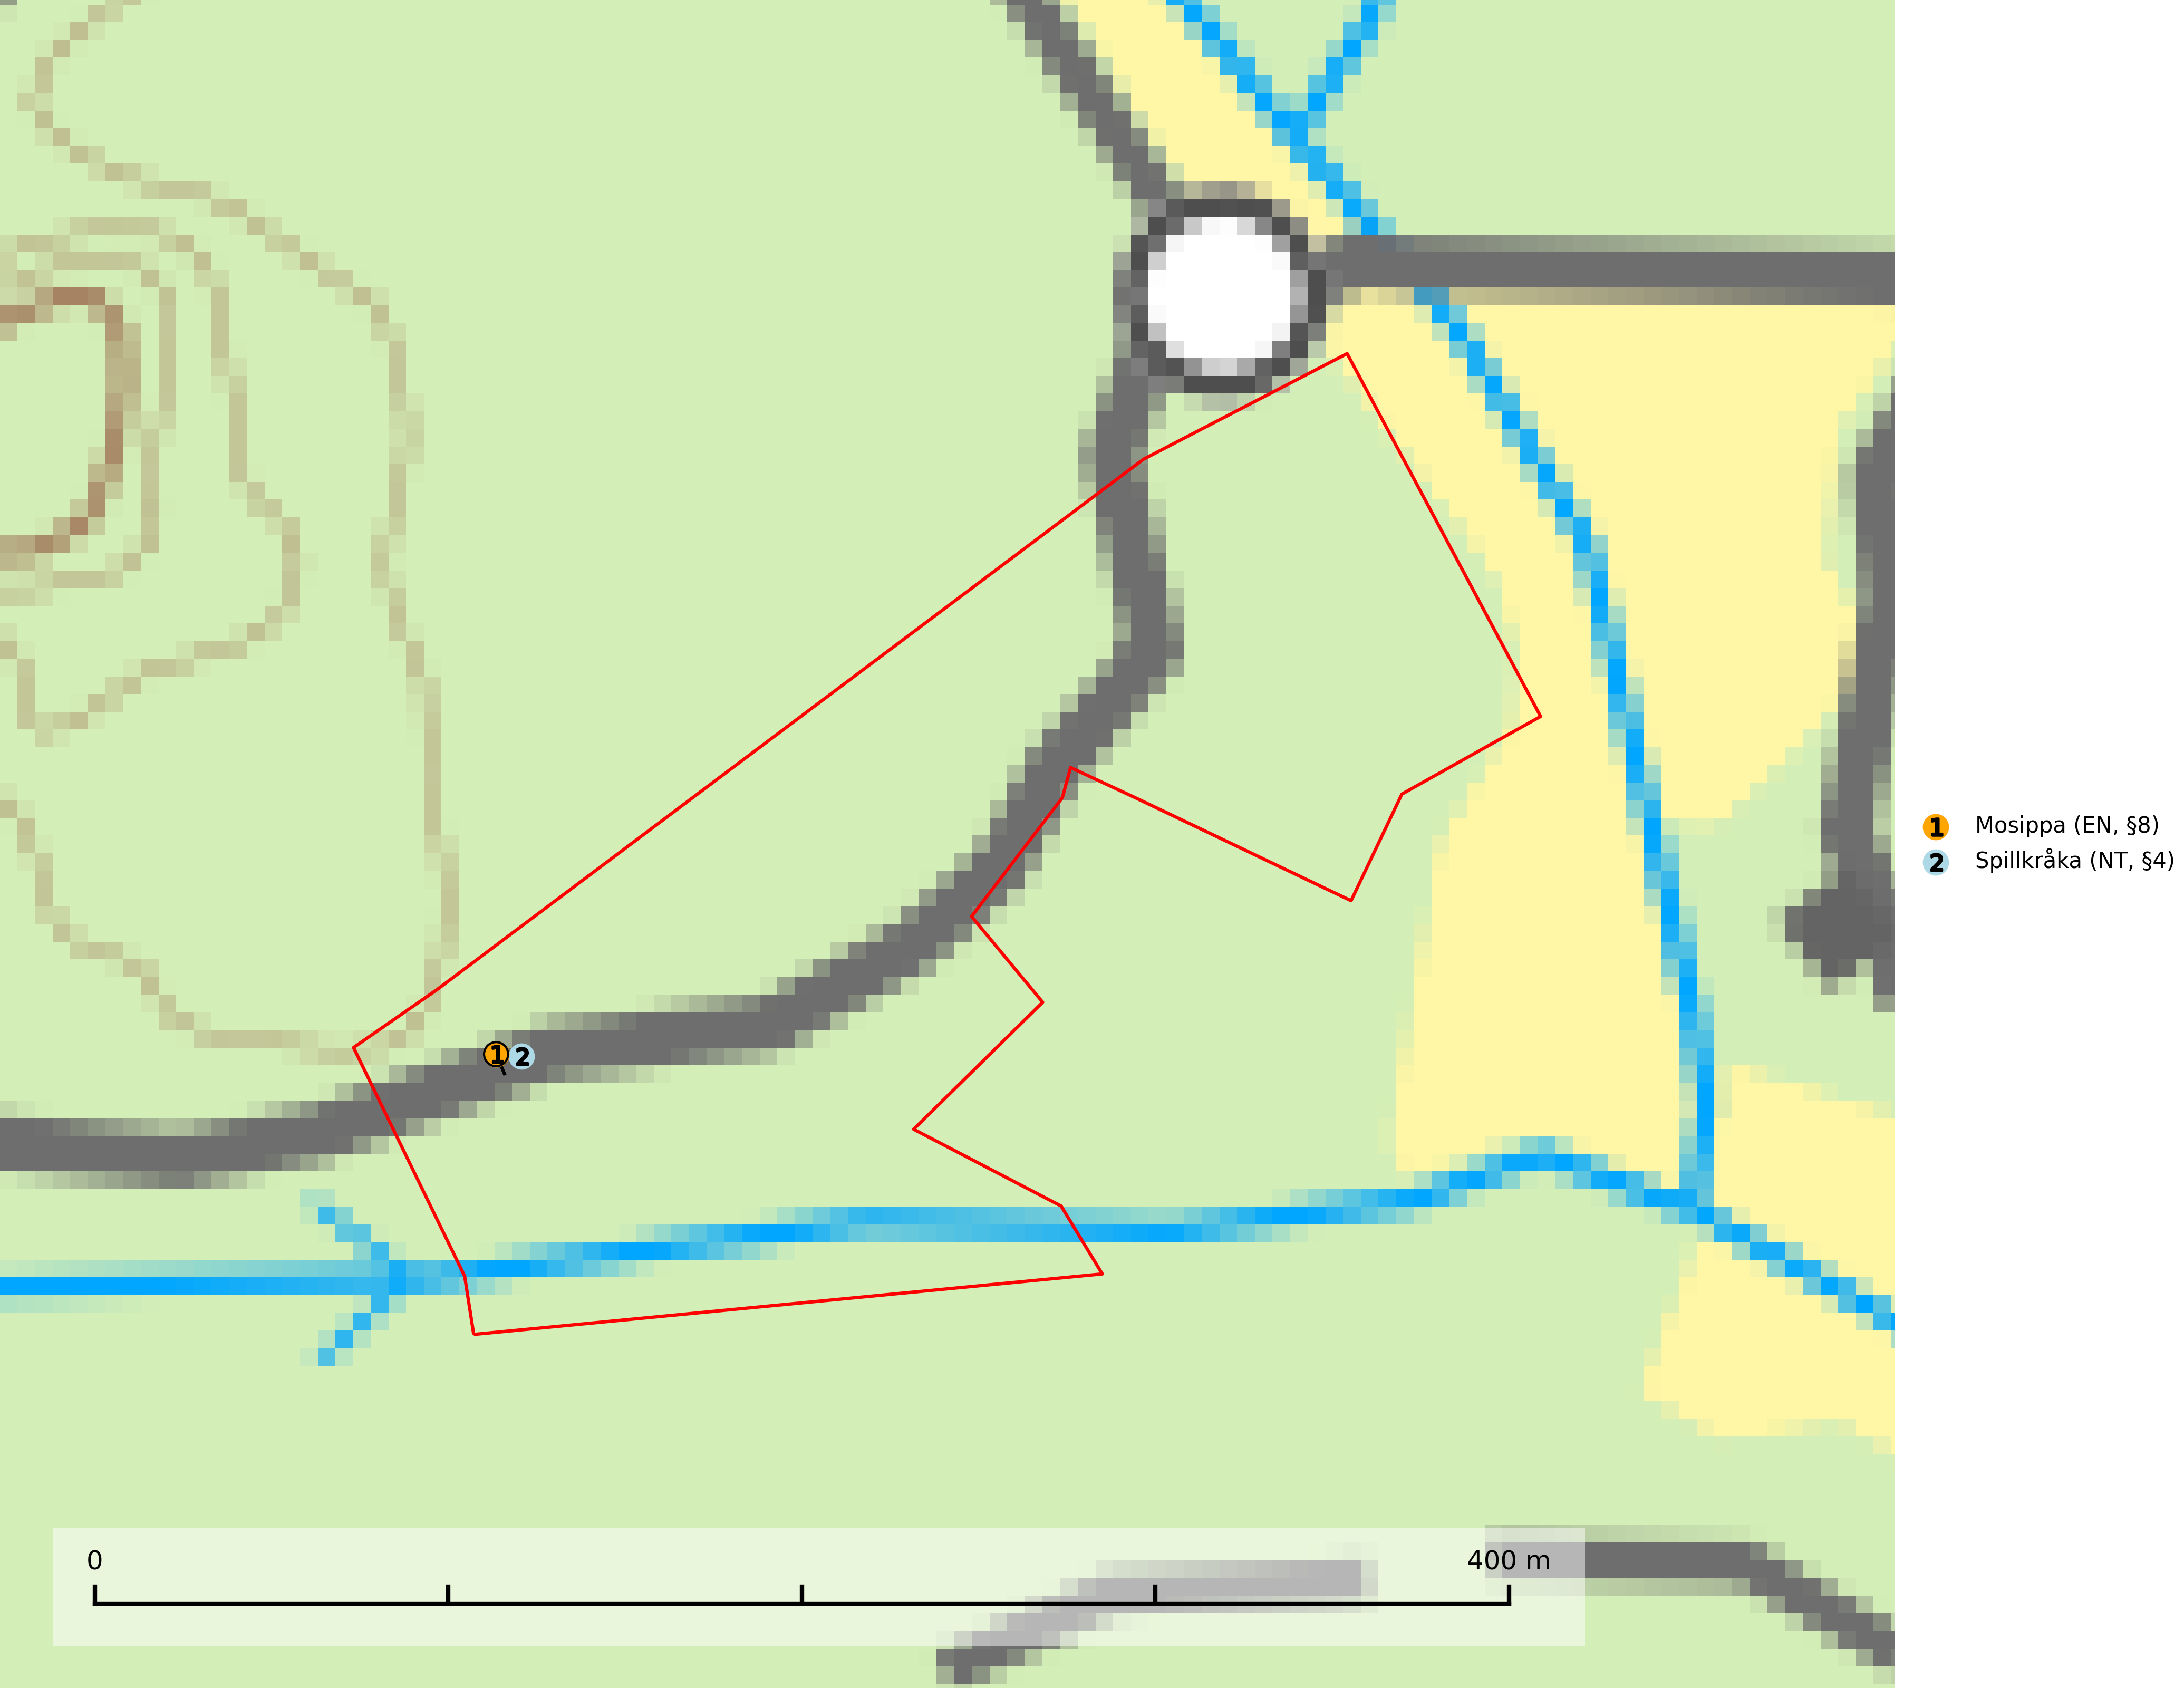 1 Mosippa (EN, §8)
2 Spillkråka (NT, §4)
1 2
0 400 m